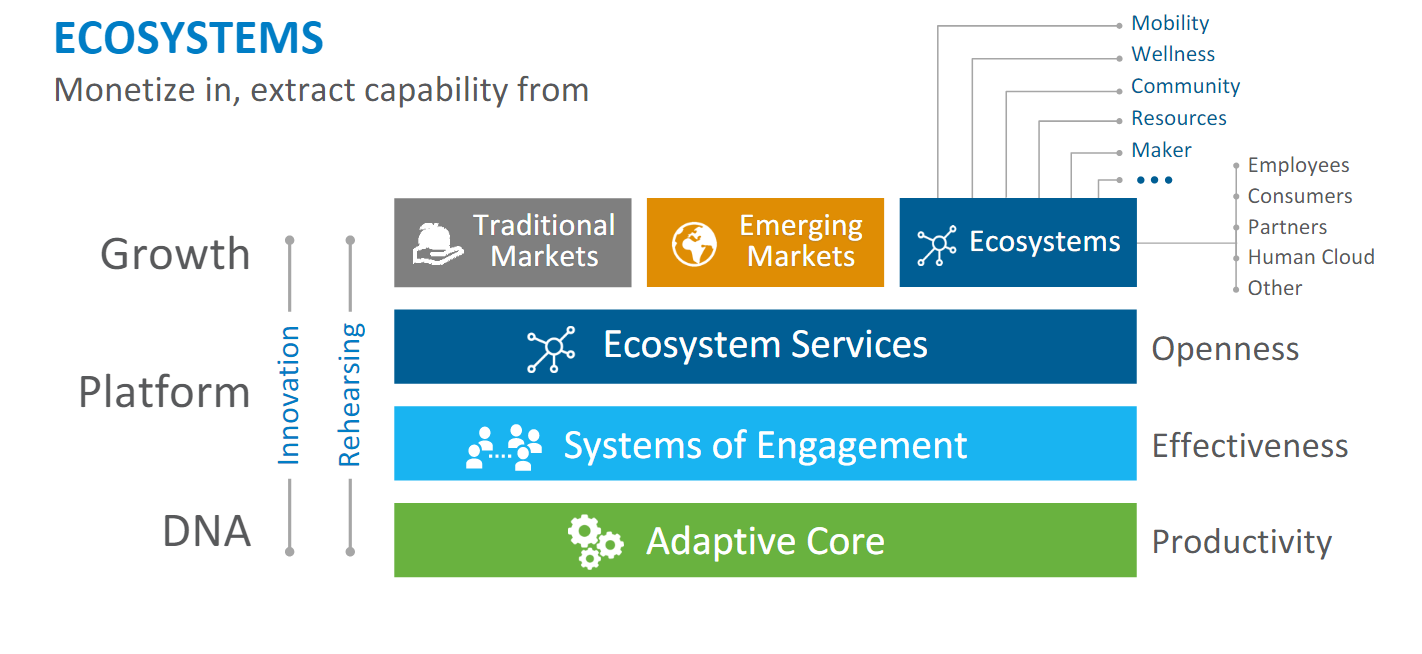 ECOSYSTEMS
Monetize in, extract capability from
Mobility
Wellness
Community
Resources
Maker
...
Employees
Consumers
Partners
Human Cloud
Other
Growth
Traditional
Markets
Emerging
Markets
Ecosystems
Innovation
Rehearsing
Platform
Ecosystem Services
Openness
Systems of Engagement
Effectiveness
DNA
Adaptive Core
Productivity